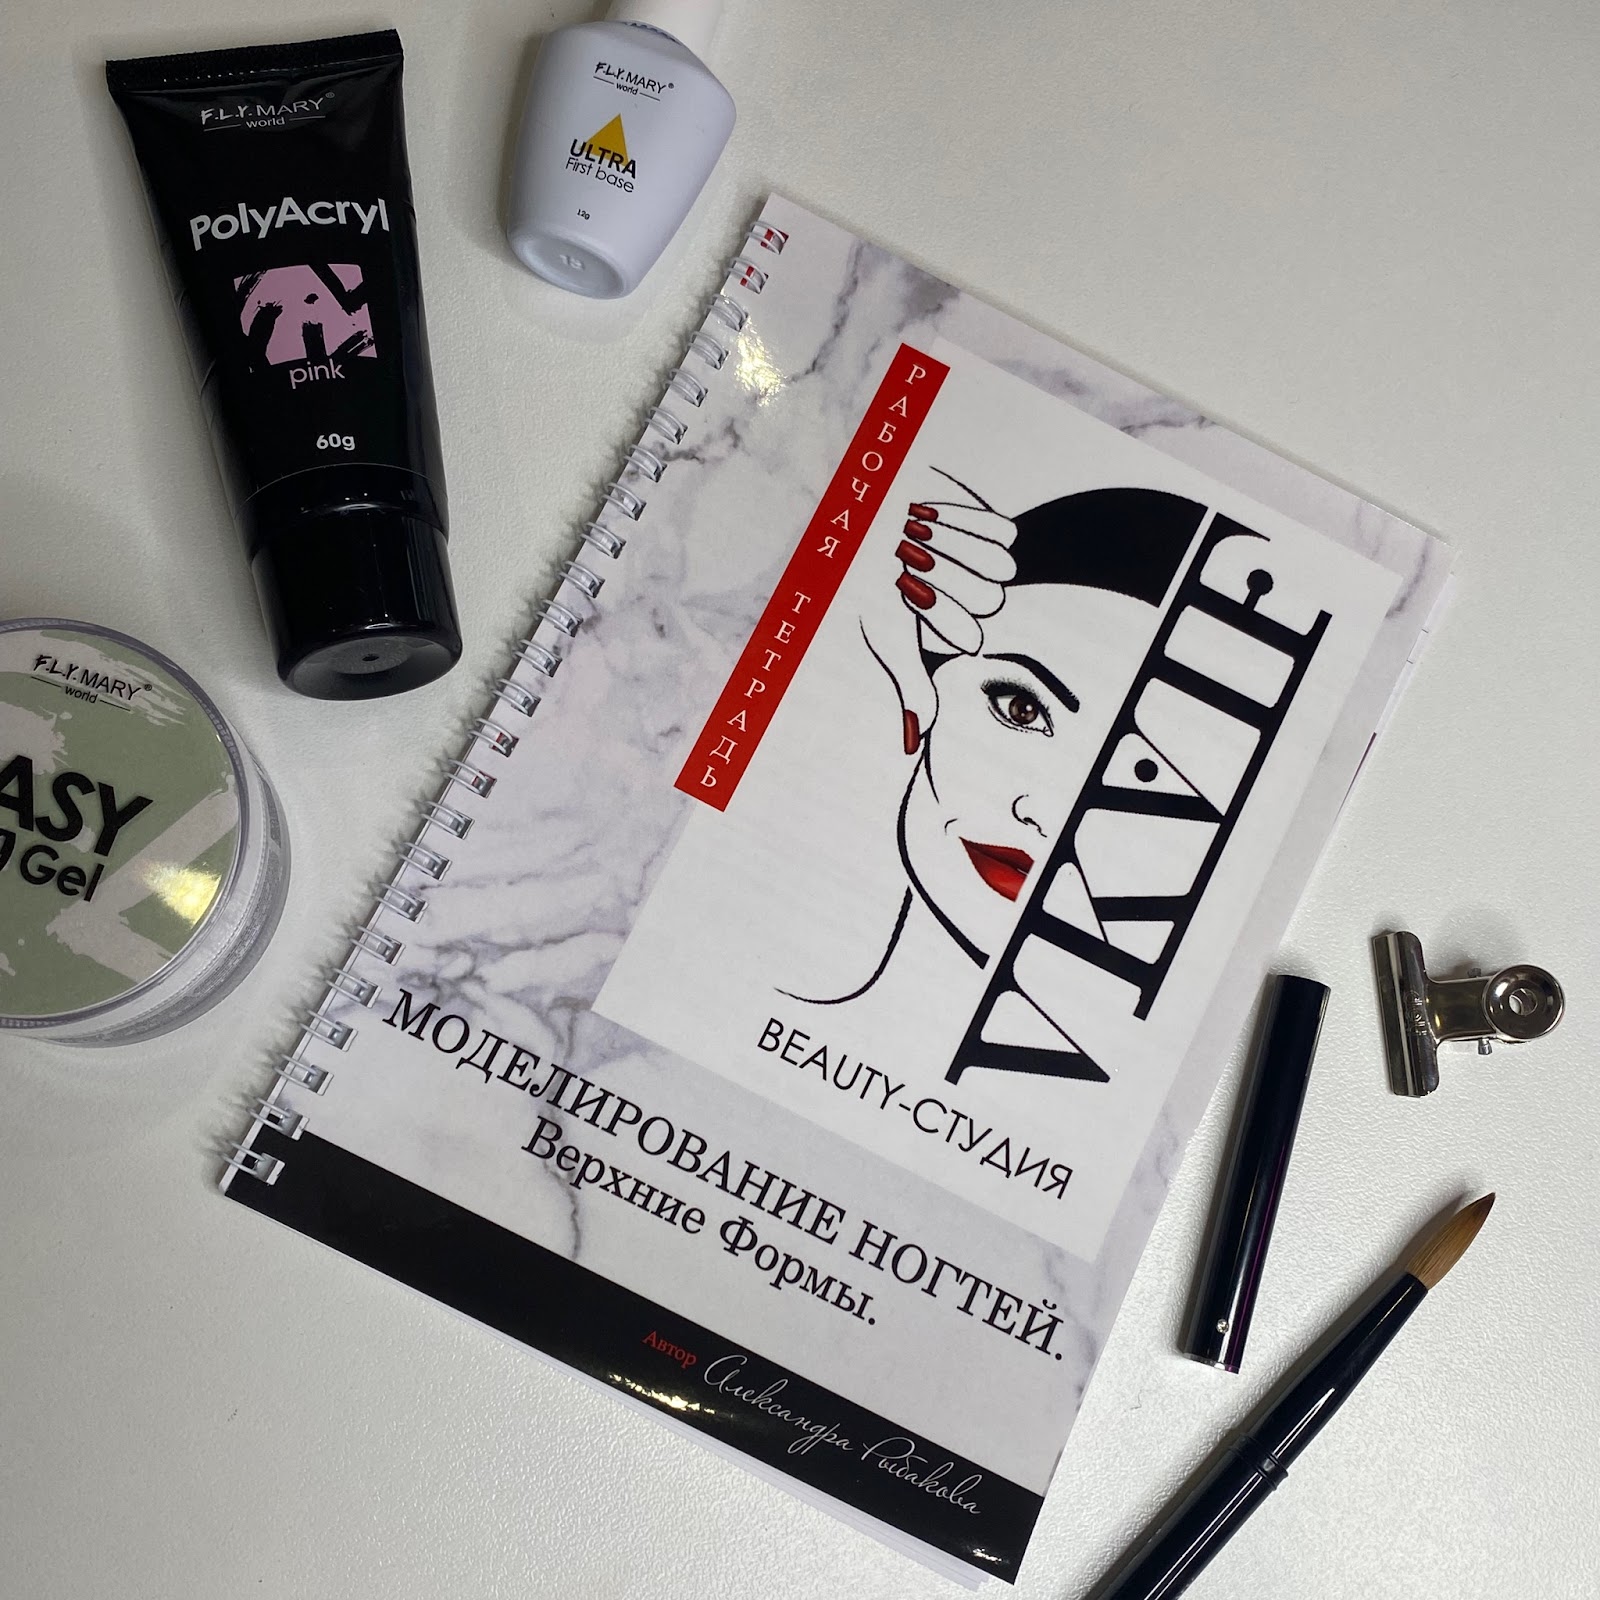 F.L.Y. MARY®
world
PolyAcryl
pink
60g
F.L.Y. MARY®
world
ULTRA
First base
12g
F.L.Y. MARY®
world
ASY
g Gel
РАБОЧАЯ ТЕТРАДЬ
VKAIF
BEAUTY-СТУДИЯ
МОДЕЛИРОВАНИЕ НОГТЕЙ.
Верхние Формы.
Автор Александра Рыбакова